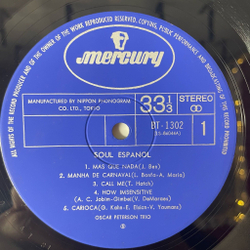 ALL RIGHTS OF THE RECORD PRODUCER AND OF THE OWNER OF THE WORK REPRODUCED RESERVED. COPYING, PUBLIC PERFORMANCE AND BROADCASTING OF THIS RECORD
mercury
MANUFACTURED BY NIPPON PHONOGRAM
CO. LTD., TOKYO
33 1/3
STEREO
BT-1302
1
SOUL ESPANOL
1. MAS QUE NADA(J. Ben)
2. MANHA DE CARNAVAL(L. Bonfa-A. Maria)
3. CALL ME(T. Hatch)
4. HOW INSENSITIVE
(A. C. Jobim-Gimbel-V. DeMoraes)
5. CARIOCA(G. Kahn-E. Elsion-V. Youmans)
OSCAR PETERSON TRIO